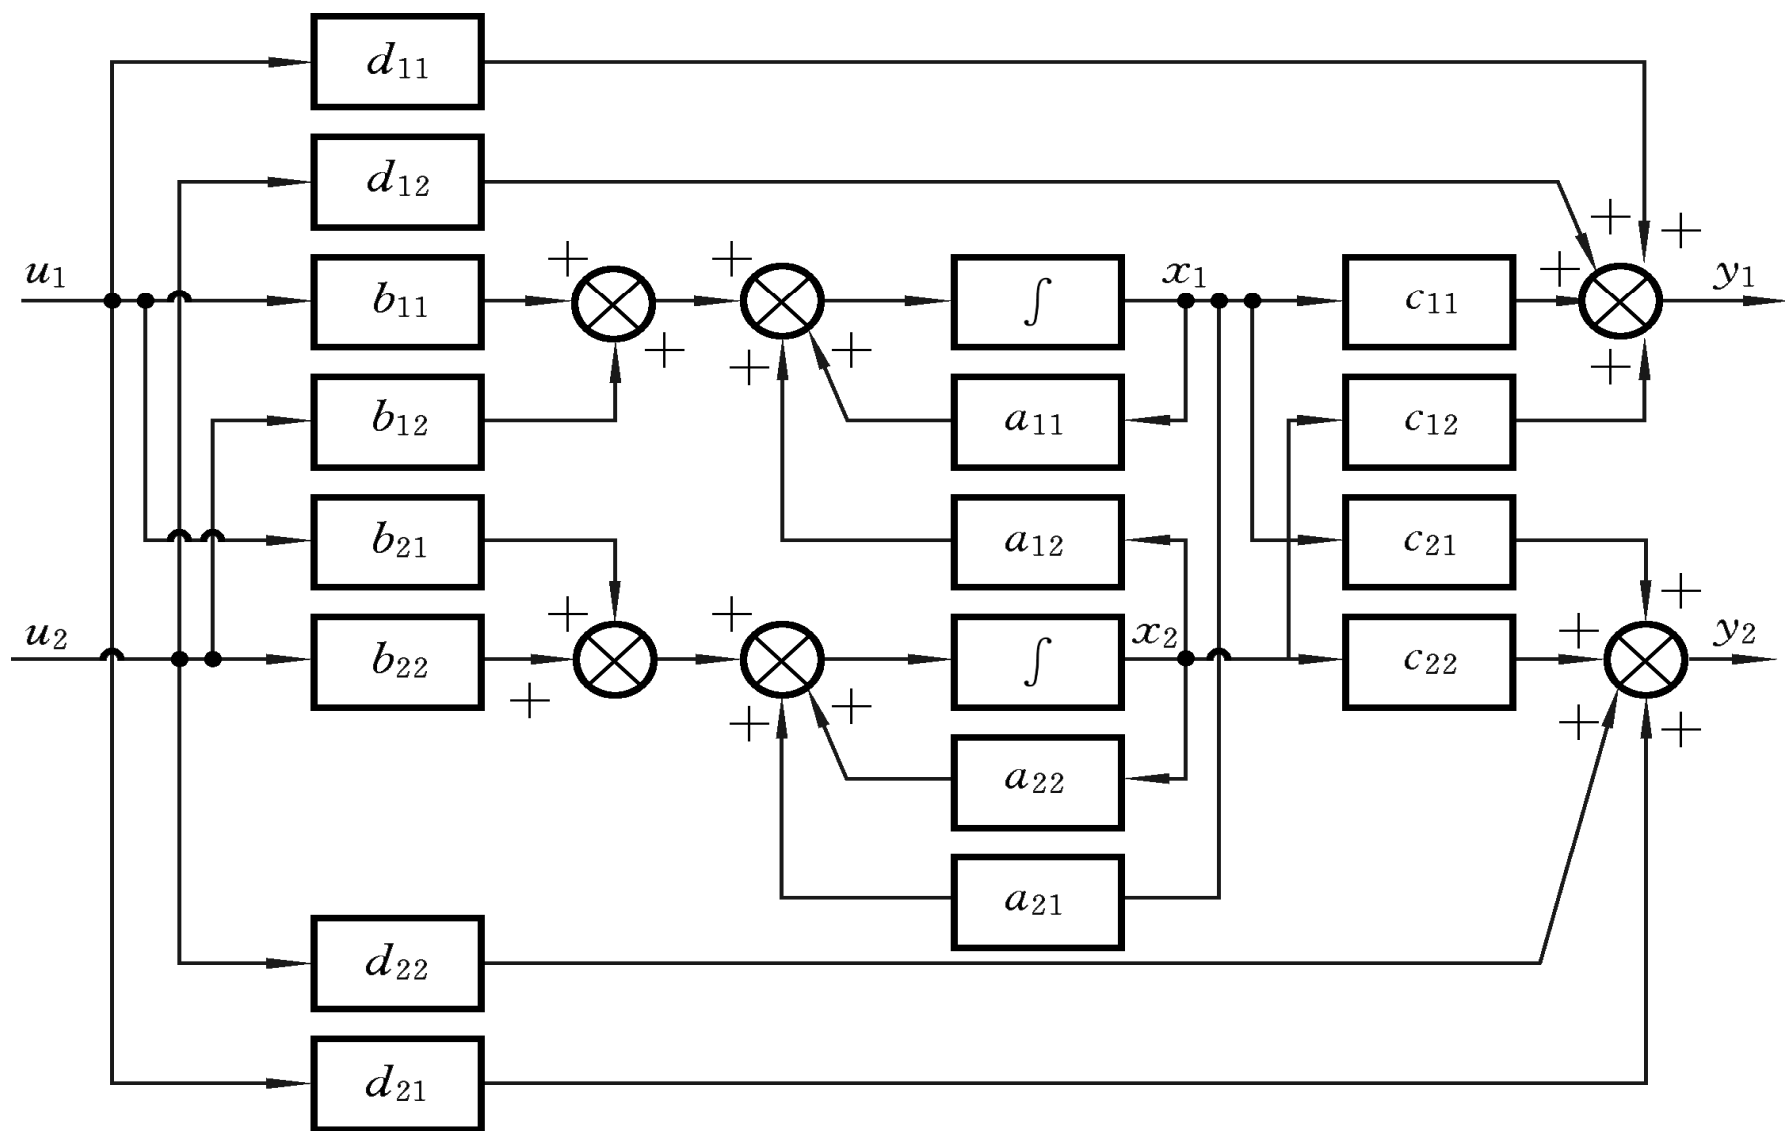 d₁₁
d₁₂
+ +
u₁ b₁₁ + + ∫ x₁ c₁₁ + y₁
+ + + +
b₁₂ a₁₁ c₁₂
b₂₁ a₁₂ c₂₁
+ + + +
u₂ b₂₂ ∫ x₂ c₂₂ y₂
+ + + + +
a₂₂
a₂₁
d₂₂
d₂₁